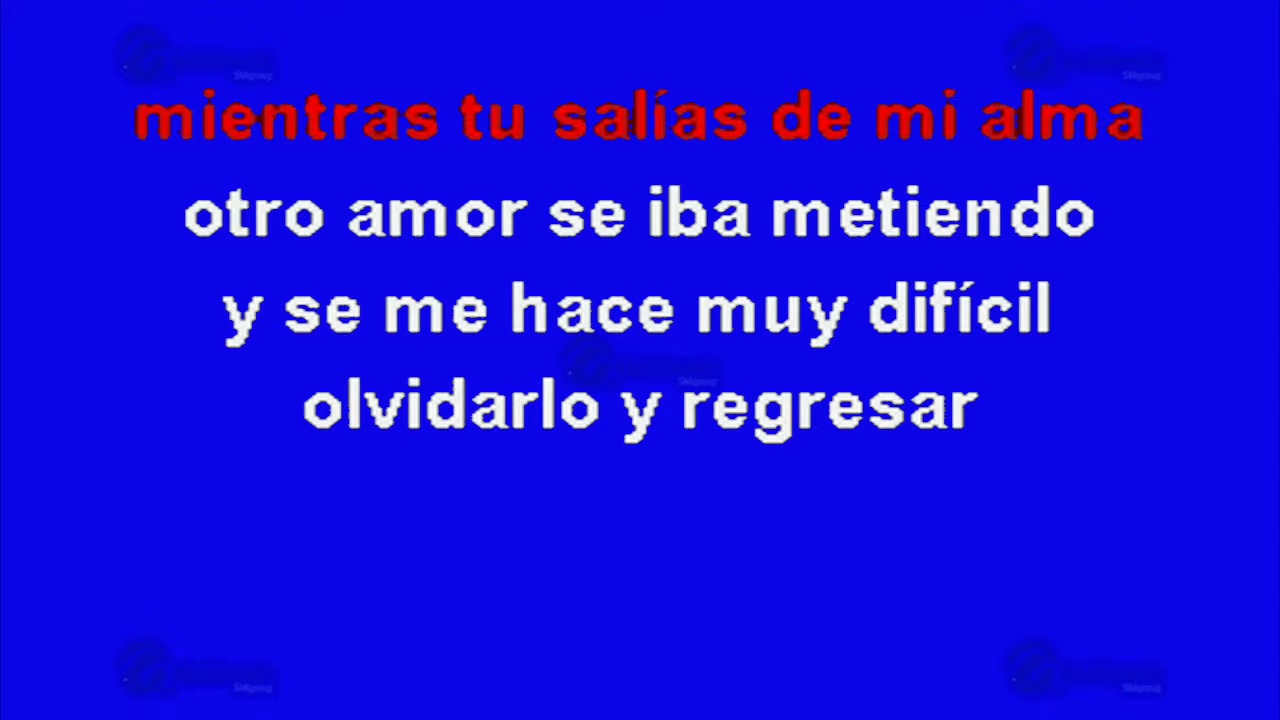 mientras tu salías de mi alma
otro amor se iba metiendo
y se me hace muy difícil
olvidarlo y regresar